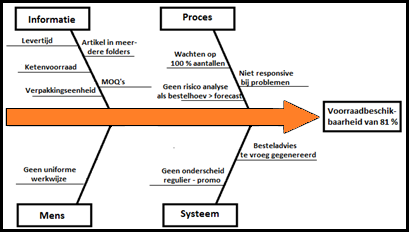 Informatie
Proces
Levertijd
Artikel in meer-
dere folders
Ketenvoorraad
MOQ's
Verpakkingseenheid
Wachten op
100 % aantallen
Niet responsive
bij problemen
Geen risico analyse
als bestelhoev > forecast
Voorraadbeschik-
baarheid van 81 %
Geen uniforme
werkwijze
Besteladvies
te vroeg gegenereerd
Geen onderscheid
regulier - promo
Mens
Systeem